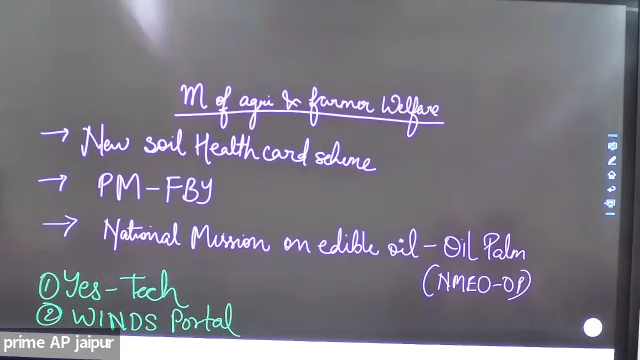 M of agri & farmer Welfare
→ New soil Health card scheme
→ PM-FBY
→ National Mission on edible oil - Oil Palm
(NMEO-OP)
① Yes-Tech
② WINDS Portal
prime AP jaipur